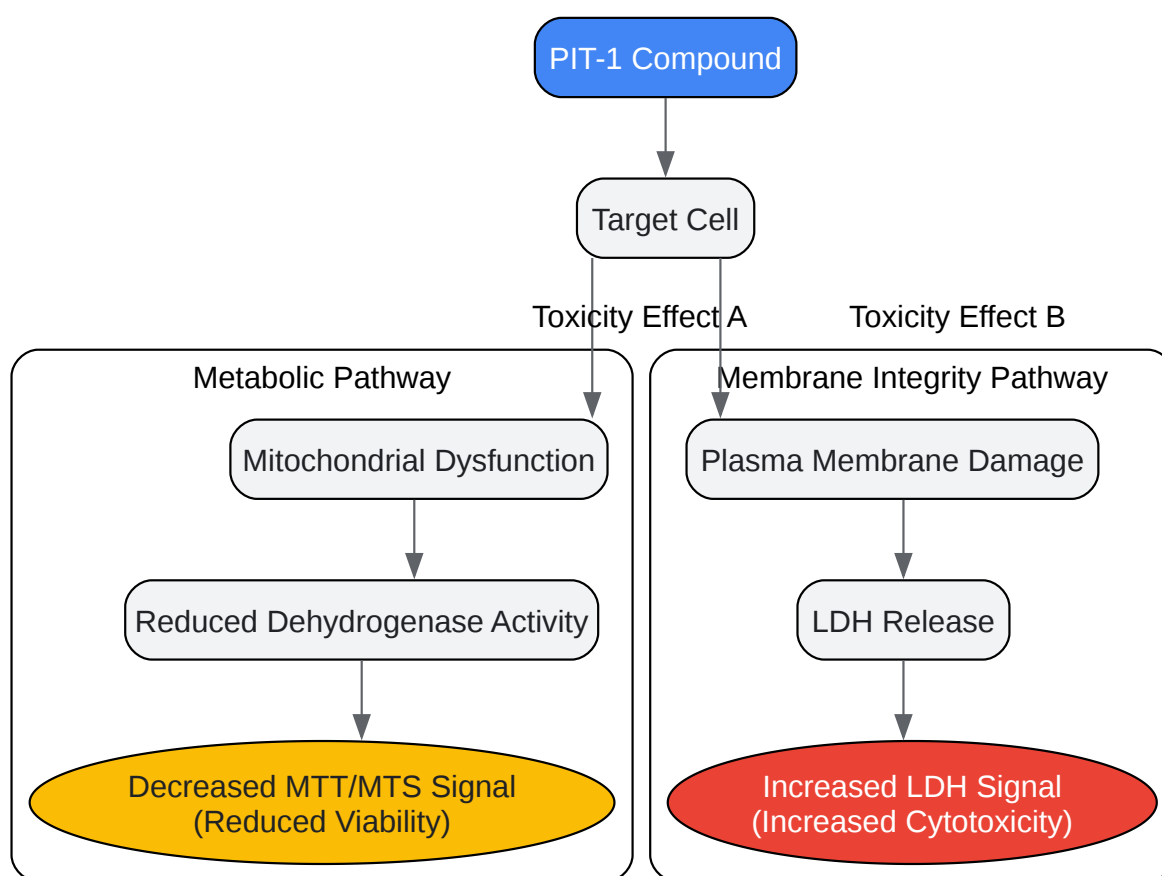 PIT-1 Compound
Target Cell
Toxicity Effect A
Toxicity Effect B
Metabolic Pathway
Membrane Integrity Pathway
Mitochondrial Dysfunction
Plasma Membrane Damage
Reduced Dehydrogenase Activity
LDH Release
Decreased MTT/MTS Signal
(Reduced Viability)
Increased LDH Signal
(Increased Cytotoxicity)